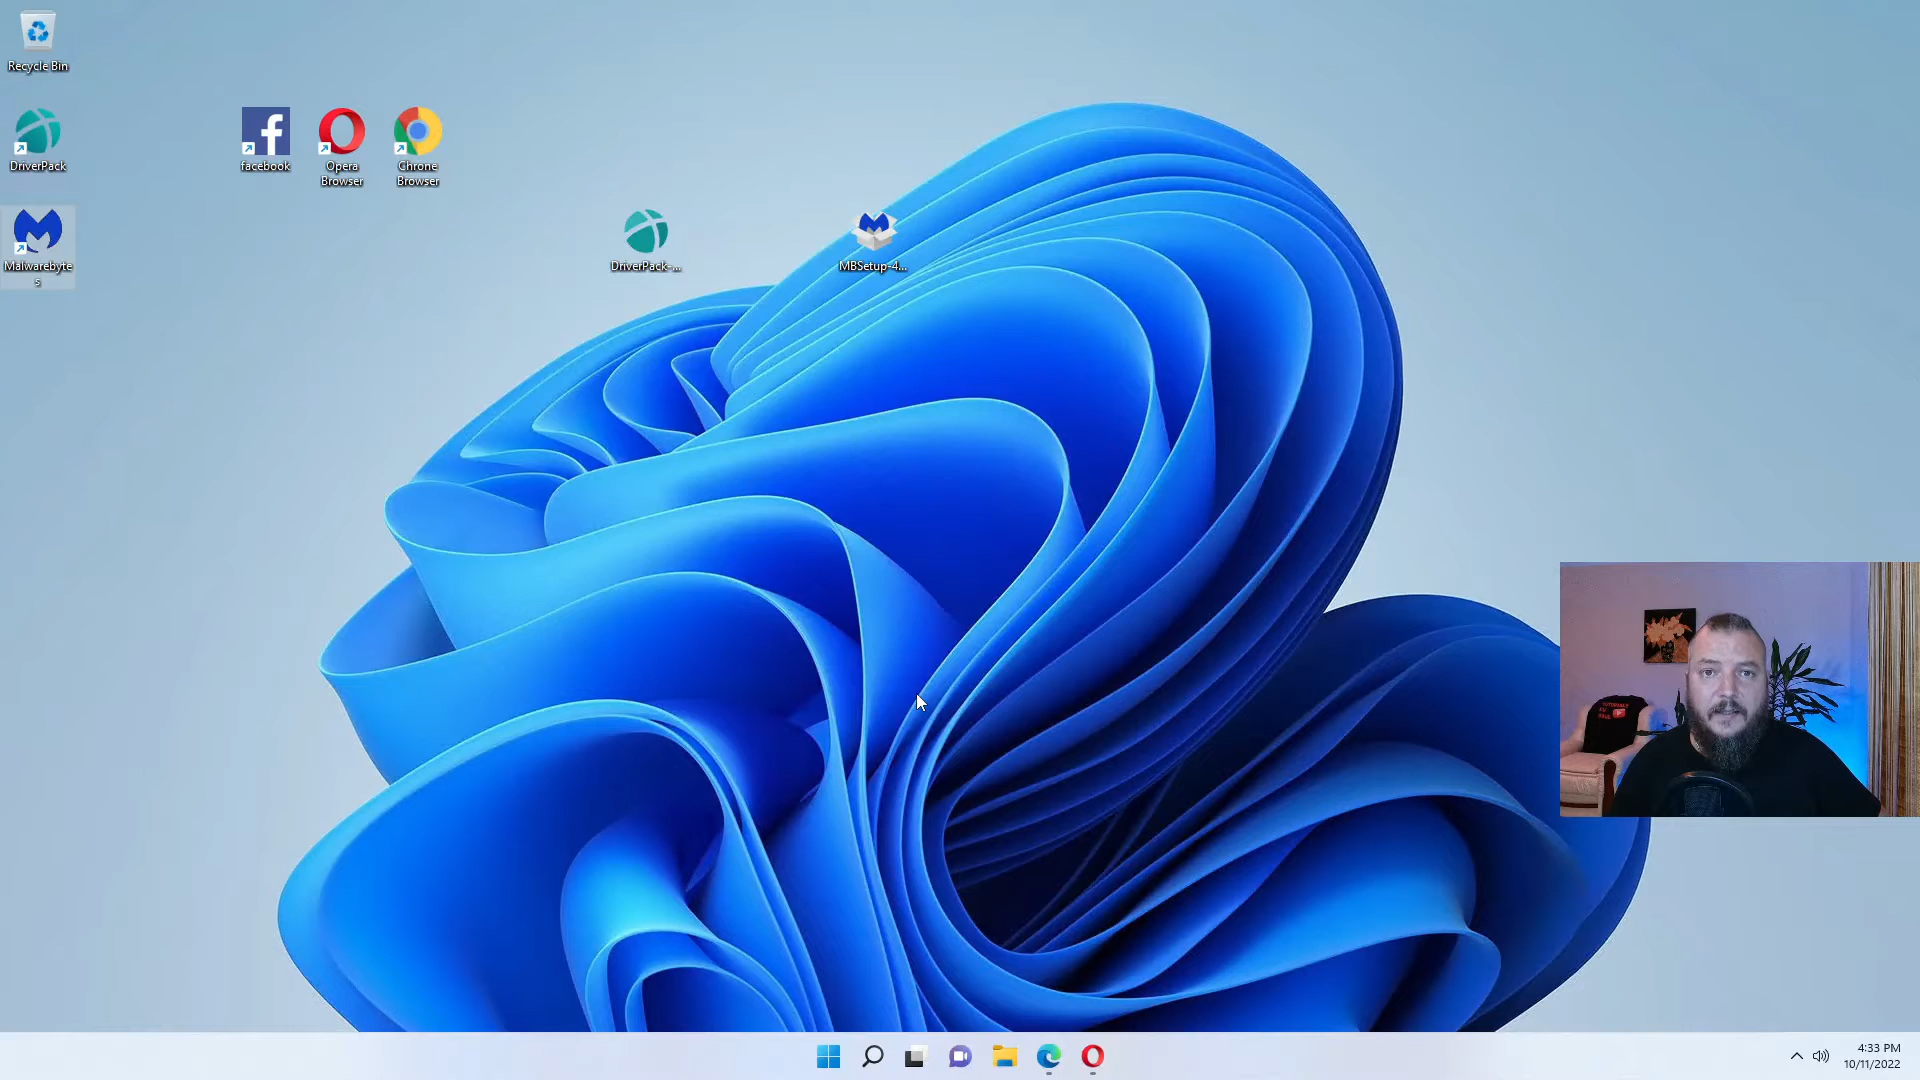 Recycle Bin
DriverPack
facebook
Opera
Browser
Chrone
Browser
Malwarebyte
s
DriverPack-...
MBSetup-4...
4:33 PM
10/11/2022